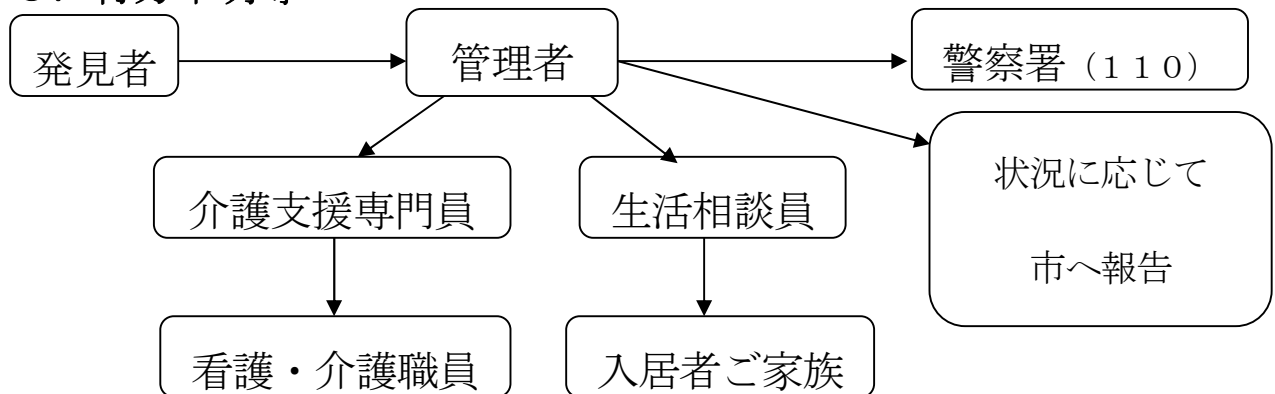 発見者
管理者
警察署（１１０）
状況に応じて
市へ報告
介護支援専門員
生活相談員
看護・介護職員
入居者ご家族